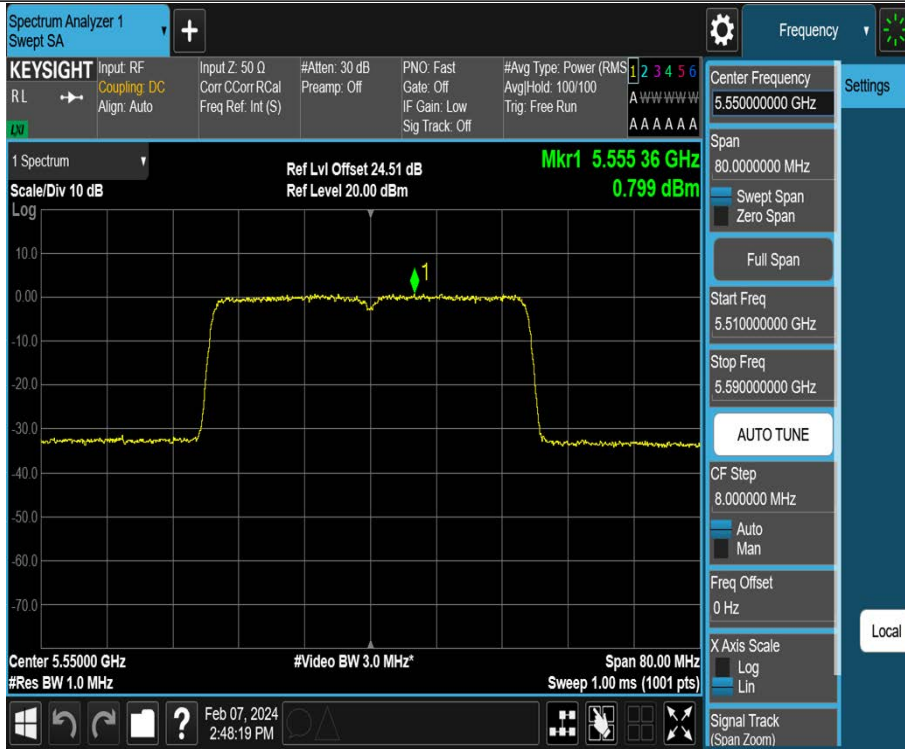 Spectrum Analyzer 1
Swept SA
+
Frequency
KEYSIGHT
R L
LXI
Input: RF
Coupling: DC
Align: Auto
Input Z: 50 Ω
Corr CCorr RCal
Freq Ref: Int (S)
#Atten: 30 dB
Preamp: Off
PNO: Fast
Gate: Off
IF Gain: Low
Sig Track: Off
#Avg Type: Power (RMS
Avg|Hold: 100/100
Trig: Free Run
1 2 3 4 5 6
A W W W W W
A A A A A A
1 Spectrum
Scale/Div 10 dB
Log
Ref Lvl Offset 24.51 dB
Ref Level 20.00 dBm
Mkr1 5.555 36 GHz
0.799 dBm
10.0
0.00
-10.0
-20.0
-30.0
-40.0
-50.0
-60.0
-70.0
1
Center 5.55000 GHz
#Res BW 1.0 MHz
#Video BW 3.0 MHz*
Span 80.00 MHz
Sweep 1.00 ms (1001 pts)
?
Feb 07, 2024
2:48:19 PM
Center Frequency
5.550000000 GHz
Span
80.0000000 MHz
Swept Span
Zero Span
Full Span
Start Freq
5.510000000 GHz
Stop Freq
5.590000000 GHz
AUTO TUNE
CF Step
8.000000 MHz
Auto
Man
Freq Offset
0 Hz
X Axis Scale
Log
Lin
Signal Track
(Span Zoom)
Settings
Local